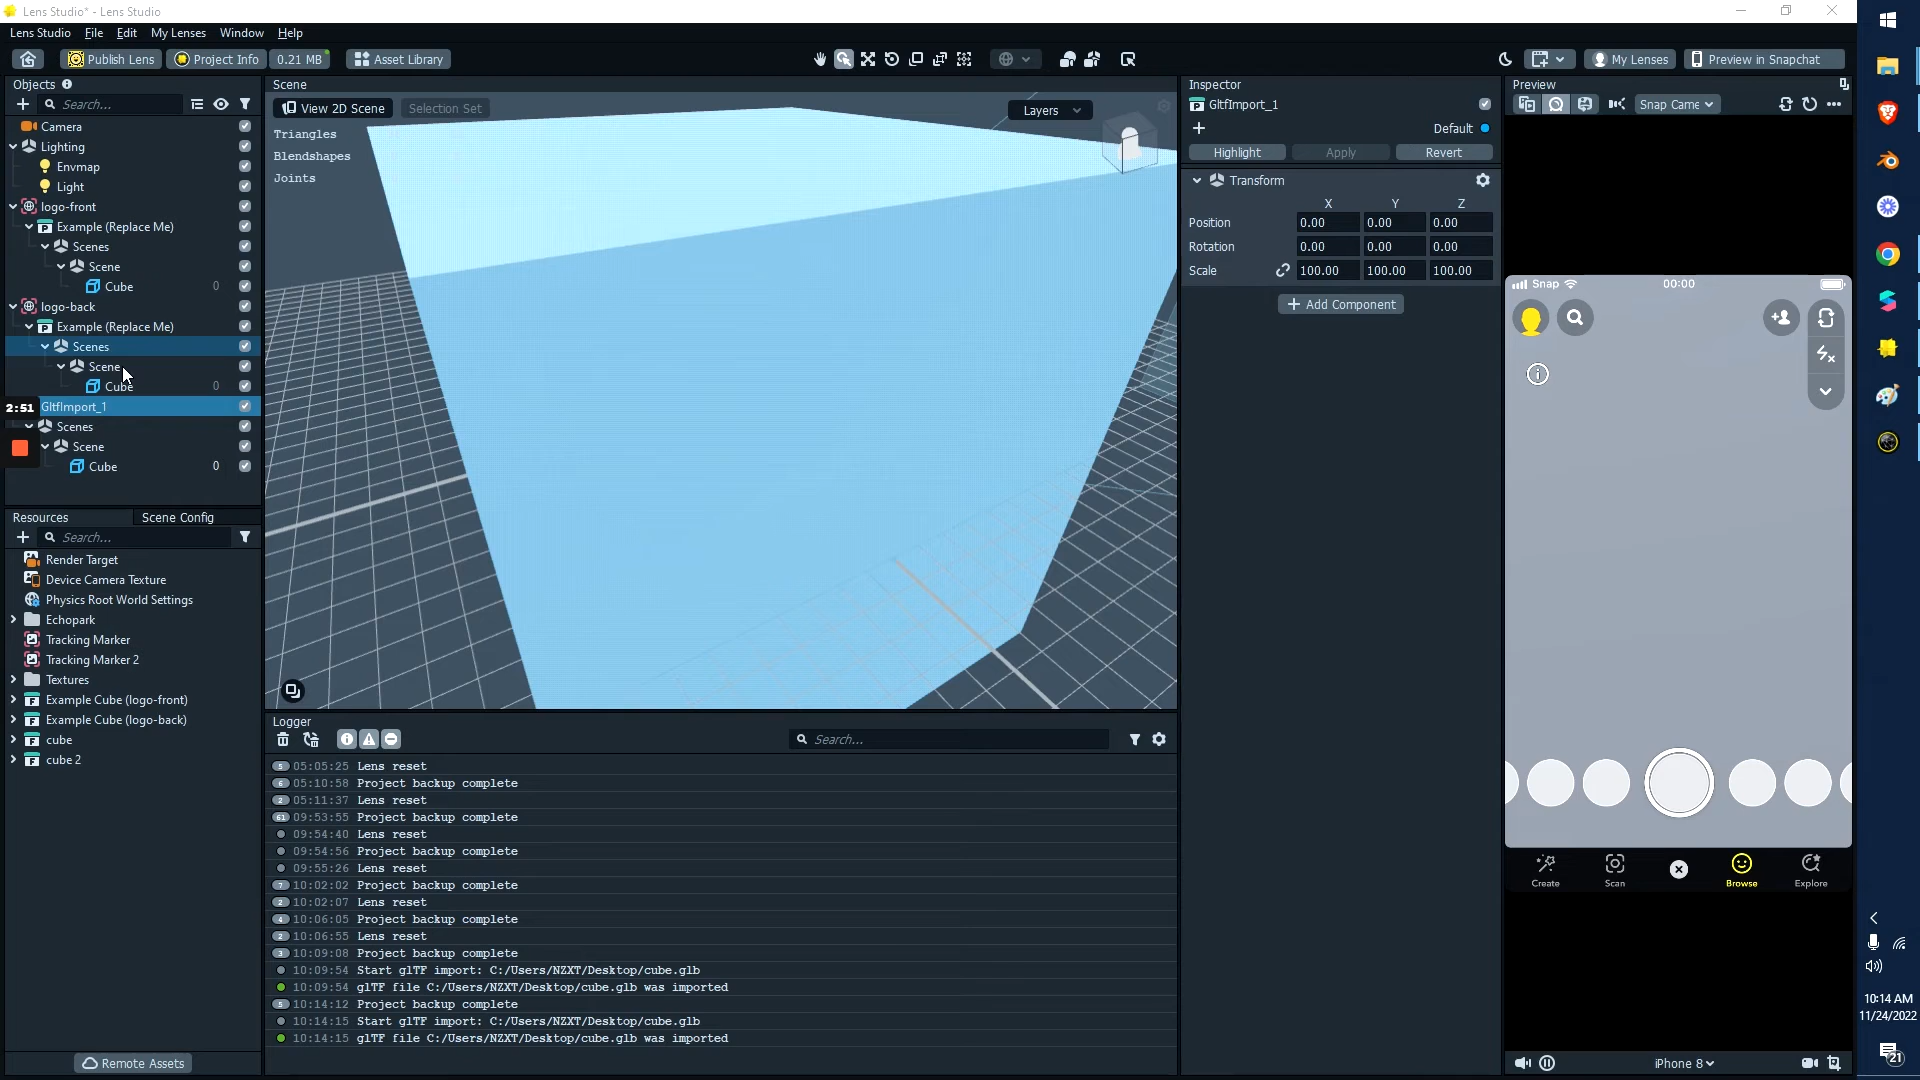 Lens Studio* - Lens Studio
Lens Studio File Edit My Lenses Window Help
Publish Lens Project Info 0.21 MB Asset Library
My Lenses Preview in Snapchat
Objects
Search...
Camera
Lighting
Envmap
Light
logo-front
Example (Replace Me)
Scenes
Scene
Cube 0
logo-back
Example (Replace Me)
Scenes
Scene
Cube 0
2:51 GltfImport_1
Scenes
Scene
Cube 0
Resources Scene Config
Search...
Render Target
Device Camera Texture
Physics Root World Settings
Echopark
Tracking Marker
Tracking Marker 2
Textures
Example Cube (logo-front)
Example Cube (logo-back)
cube
cube 2
Remote Assets
Scene
View 2D Scene Selection Set Layers
Triangles
Blendshapes
Joints
Logger
Search...
5 05:05:25 Lens reset
6 05:10:58 Project backup complete
2 05:11:37 Lens reset
61 09:53:55 Project backup complete
09:54:40 Lens reset
09:54:56 Project backup complete
09:55:26 Lens reset
7 10:02:02 Project backup complete
2 10:02:07 Lens reset
4 10:06:05 Project backup complete
2 10:06:55 Lens reset
3 10:09:08 Project backup complete
10:09:54 Start glTF import: C:/Users/NZXT/Desktop/cube.glb
10:09:54 glTF file C:/Users/NZXT/Desktop/cube.glb was imported
5 10:14:12 Project backup complete
10:14:15 Start glTF import: C:/Users/NZXT/Desktop/cube.glb
10:14:15 glTF file C:/Users/NZXT/Desktop/cube.glb was imported
Inspector
GltfImport_1
Default
Highlight Apply Revert
Transform
X Y Z
Position 0.00 0.00 0.00
Rotation 0.00 0.00 0.00
Scale 100.00 100.00 100.00
Add Component
Preview
Snap Came
Snap 00:00
Create Scan Browse Explore
iPhone 8
10:14 AM
11/24/2022
21